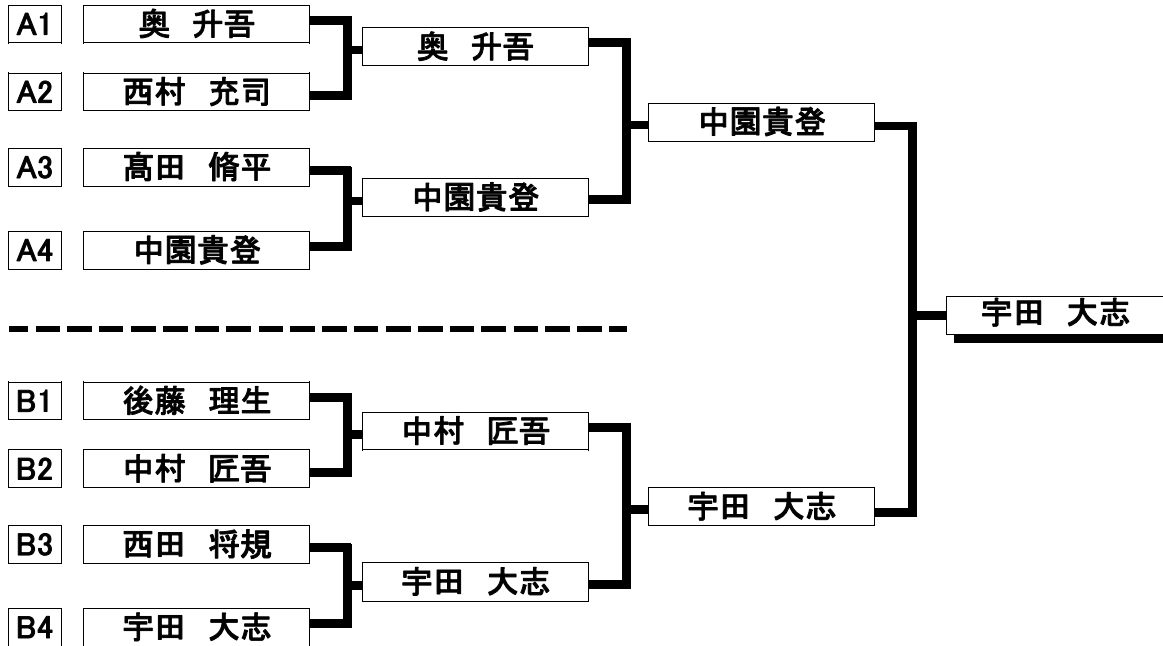 A1 奥　升吾
奥　升吾
A2 西村　充司
中園貴登
A3 髙田　脩平
中園貴登
A4 中園貴登
宇田　大志
B1 後藤　理生
中村　匠吾
B2 中村　匠吾
宇田　大志
B3 西田　将規
宇田　大志
B4 宇田　大志